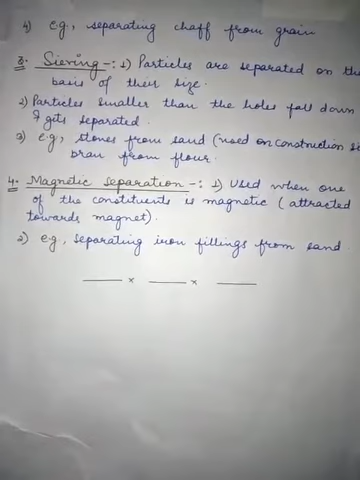 4) e.g, separating chaff from grain
3. Sieving -: 1) Particles are separated on the
basis of their size.
2) Particles smaller than the holes fall down
& gets separated.
3) e.g, stones from sand (used on construction
bran from flour.
4. Magnetic separation -: 1) Used when one
of the constituents is magnetic (attracted
towards magnet).
2) e.g, separating iron fillings from sand